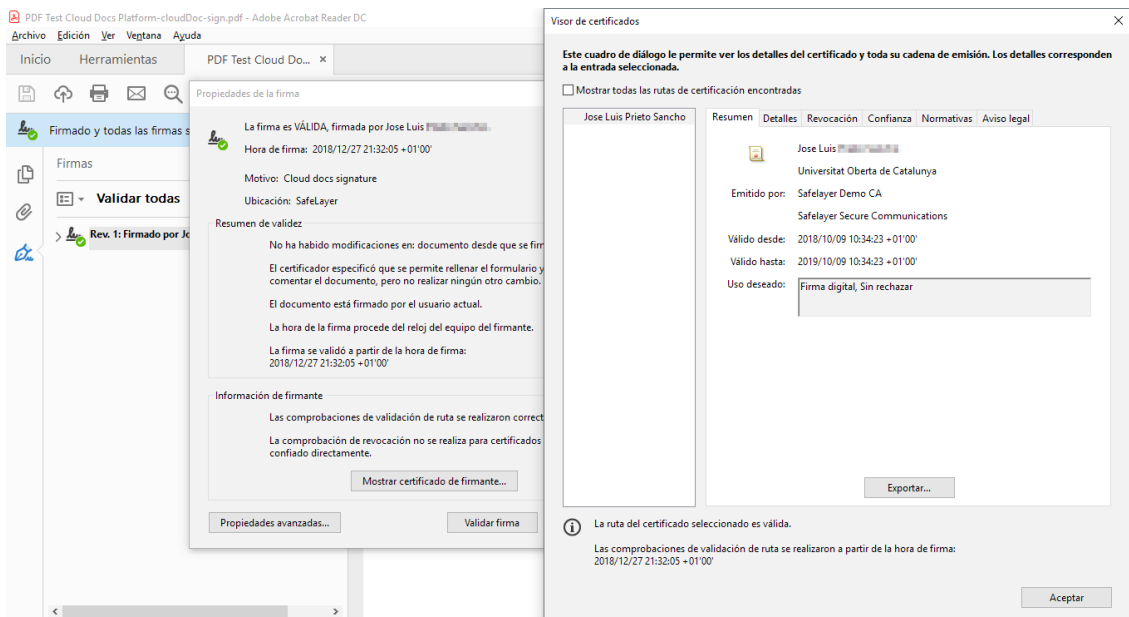 PDF Test Cloud Docs Platform-cloudDoc-sign.pdf - Adobe Acrobat Reader DC
Archivo Edición Ver Ventana Ayuda
Inicio Herramientas PDF Test Cloud Do... ×
Firmado y todas las firmas s
Firmas
Validar todas
Rev. 1: Firmado por Jo
Propiedades de la firma
La firma es VÁLIDA, firmada por Jose Luis
Hora de firma: 2018/12/27 21:32:05 +01'00'
Motivo: Cloud docs signature
Ubicación: SafeLayer
Resumen de validez
No ha habido modificaciones en: documento desde que se firm
El certificador especificó que se permite rellenar el formulario y
comentar el documento, pero no realizar ningún otro cambio.
El documento está firmado por el usuario actual.
La hora de la firma procede del reloj del equipo del firmante.
La firma se validó a partir de la hora de firma:
2018/12/27 21:32:05 +01'00'
Información de firmante
Las comprobaciones de validación de ruta se realizaron correct
La comprobación de revocación no se realiza para certificados
confiado directamente.
Mostrar certificado de firmante...
Propiedades avanzadas...
Validar firma
Visor de certificados
Este cuadro de diálogo le permite ver los detalles del certificado y toda su cadena de emisión. Los detalles corresponden
a la entrada seleccionada.
Mostrar todas las rutas de certificación encontradas
Jose Luis Prieto Sancho
Resumen Detalles Revocación Confianza Normativas Aviso legal
Jose Luis
Universitat Oberta de Catalunya
Emitido por: Safelayer Demo CA
Safelayer Secure Communications
Válido desde: 2018/10/09 10:34:23 +01'00'
Válido hasta: 2019/10/09 10:34:23 +01'00'
Uso deseado: Firma digital, Sin rechazar
Exportar...
La ruta del certificado seleccionado es válida.
Las comprobaciones de validación de ruta se realizaron a partir de la hora de firma:
2018/12/27 21:32:05 +01'00'
Aceptar